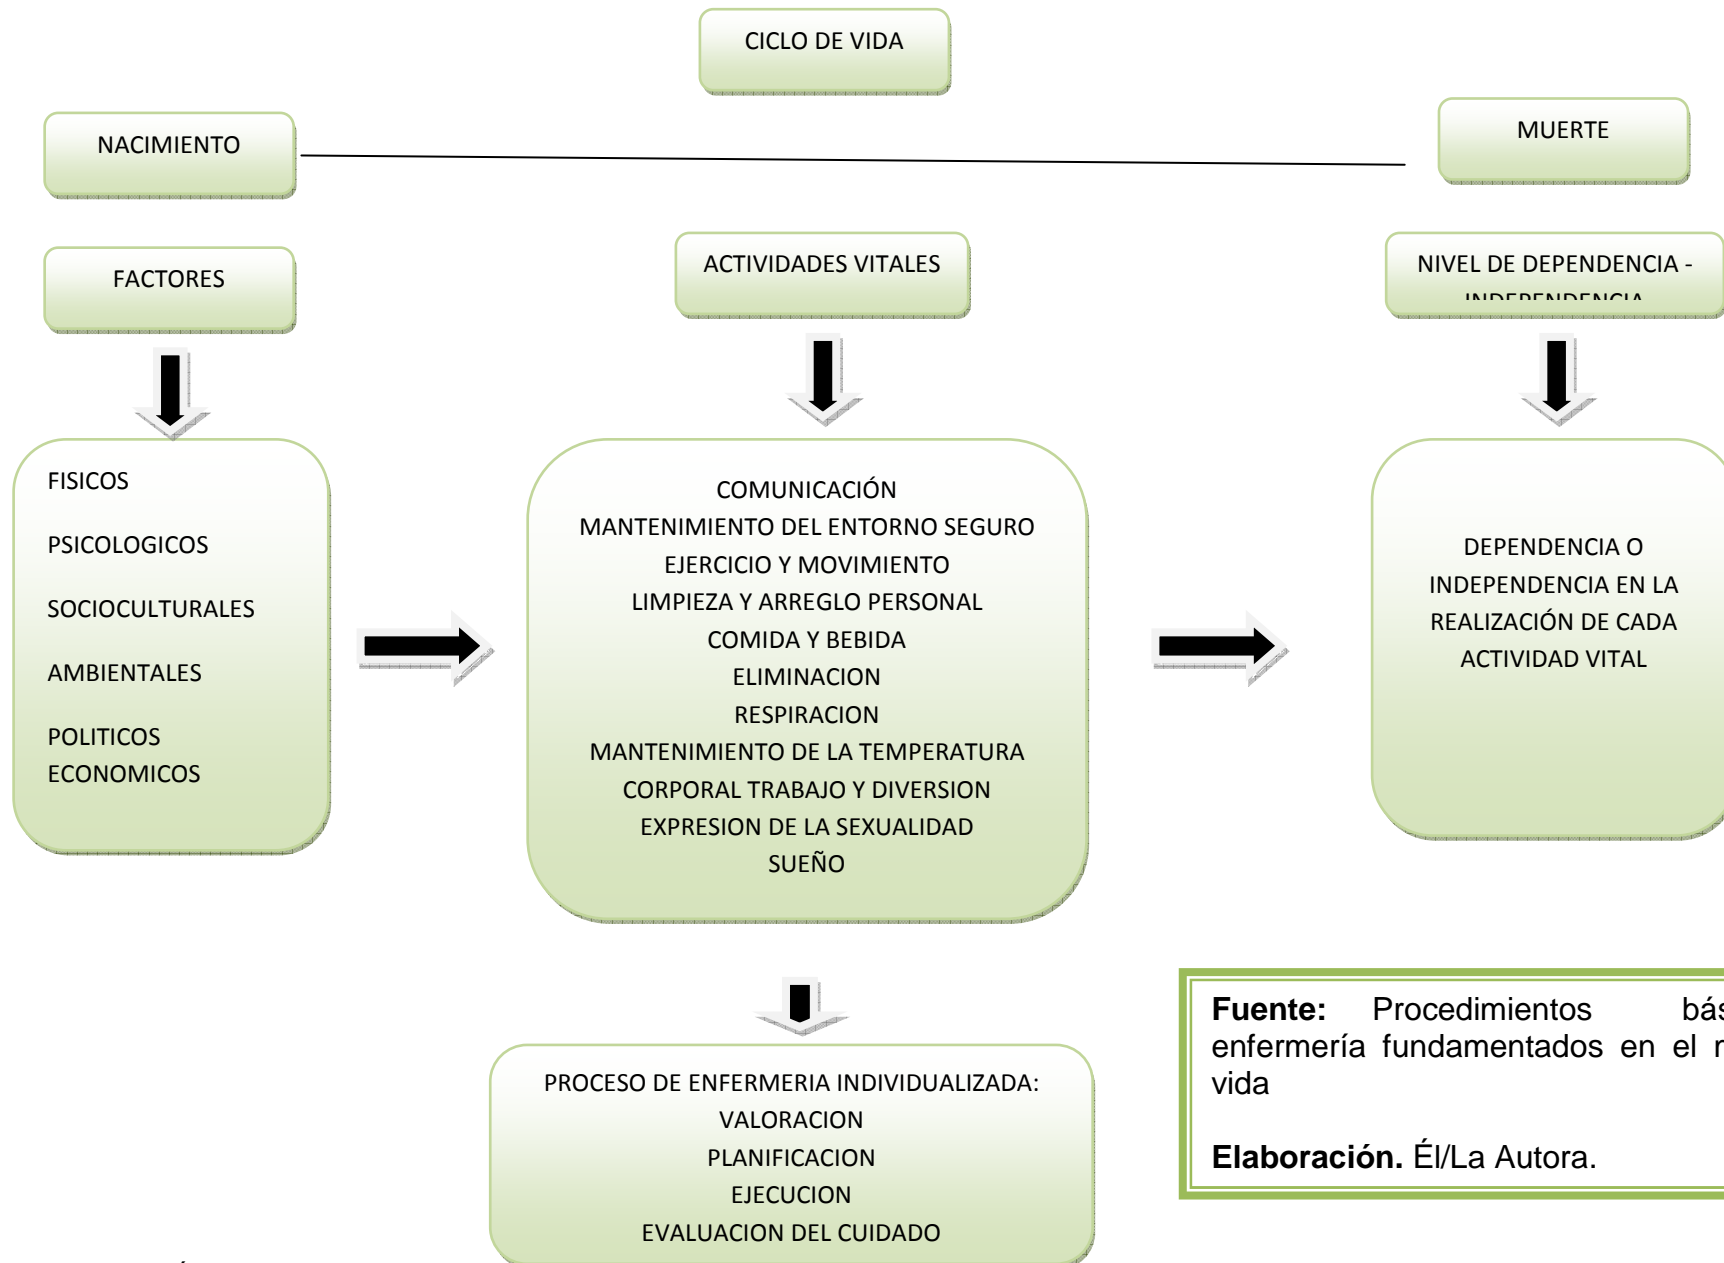 CICLO DE VIDA
NACIMIENTO
MUERTE
FACTORES
ACTIVIDADES VITALES
NIVEL DE DEPENDENCIA -
INDEPENDENCIA
FISICOS
PSICOLOGICOS
SOCIOCULTURALES
AMBIENTALES
POLITICOS
ECONOMICOS
COMUNICACIÓN
MANTENIMIENTO DEL ENTORNO SEGURO
EJERCICIO Y MOVIMIENTO
LIMPIEZA Y ARREGLO PERSONAL
COMIDA Y BEBIDA
ELIMINACION
RESPIRACION
MANTENIMIENTO DE LA TEMPERATURA
CORPORAL TRABAJO Y DIVERSION
EXPRESION DE LA SEXUALIDAD
SUEÑO
DEPENDENCIA O
INDEPENDENCIA EN LA
REALIZACIÓN DE CADA
ACTIVIDAD VITAL
PROCESO DE ENFERMERIA INDIVIDUALIZADA:
VALORACION
PLANIFICACION
EJECUCION
EVALUACION DEL CUIDADO
Fuente: Procedimientos
enfermería fundamentados en el
vida
Elaboración. Él/La Autora.